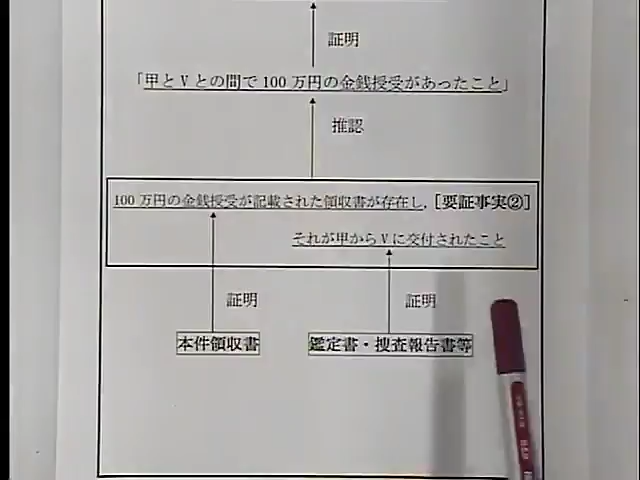 証明
「甲とVとの間で100万円の金銭授受があったこと」
推認
100万円の金銭授受が記載された領収書が存在し,[要証事実②]
それが甲からVに交付されたこと
証明 証明
本件領収書 鑑定書・捜査報告書等